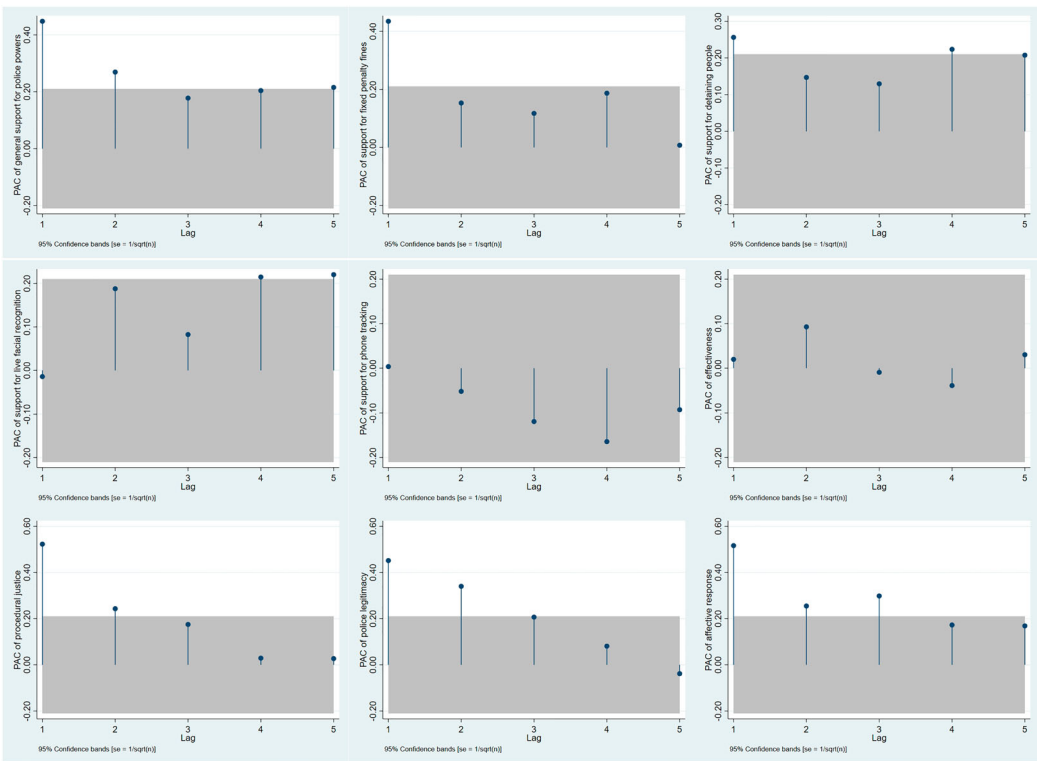 PAC of general support for police powers
0.40
0.20
0.00
-0.20
1 2 3 4 5
Lag
95% Confidence bands [se = 1/sqrt(n)]
PAC of support for fixed penalty fines
0.40
0.20
0.00
-0.20
1 2 3 4 5
Lag
95% Confidence bands [se = 1/sqrt(n)]
PAC of support for detaining people
0.30
0.20
0.10
0.00
-0.10
-0.20
1 2 3 4 5
Lag
95% Confidence bands [se = 1/sqrt(n)]
PAC of support for live facial recognition
0.20
0.10
0.00
-0.10
-0.20
1 2 3 4 5
Lag
95% Confidence bands [se = 1/sqrt(n)]
PAC of support for phone tracking
0.20
0.10
0.00
-0.10
-0.20
1 2 3 4 5
Lag
95% Confidence bands [se = 1/sqrt(n)]
PAC of effectiveness
0.20
0.10
0.00
-0.10
-0.20
1 2 3 4 5
Lag
95% Confidence bands [se = 1/sqrt(n)]
PAC of procedural justice
0.60
0.40
0.20
0.00
-0.20
1 2 3 4 5
Lag
95% Confidence bands [se = 1/sqrt(n)]
PAC of police legitimacy
0.60
0.40
0.20
0.00
-0.20
1 2 3 4 5
Lag
95% Confidence bands [se = 1/sqrt(n)]
PAC of affective response
0.60
0.40
0.20
0.00
-0.20
1 2 3 4 5
Lag
95% Confidence bands [se = 1/sqrt(n)]